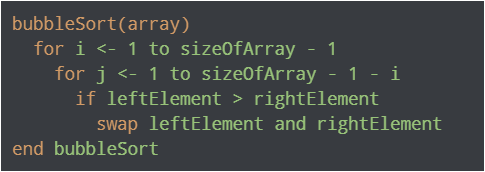 bubbleSort(array)
  for i <- 1 to sizeOfArray - 1
    for j <- 1 to sizeOfArray - 1 - i
      if leftElement > rightElement
        swap leftElement and rightElement
end bubbleSort